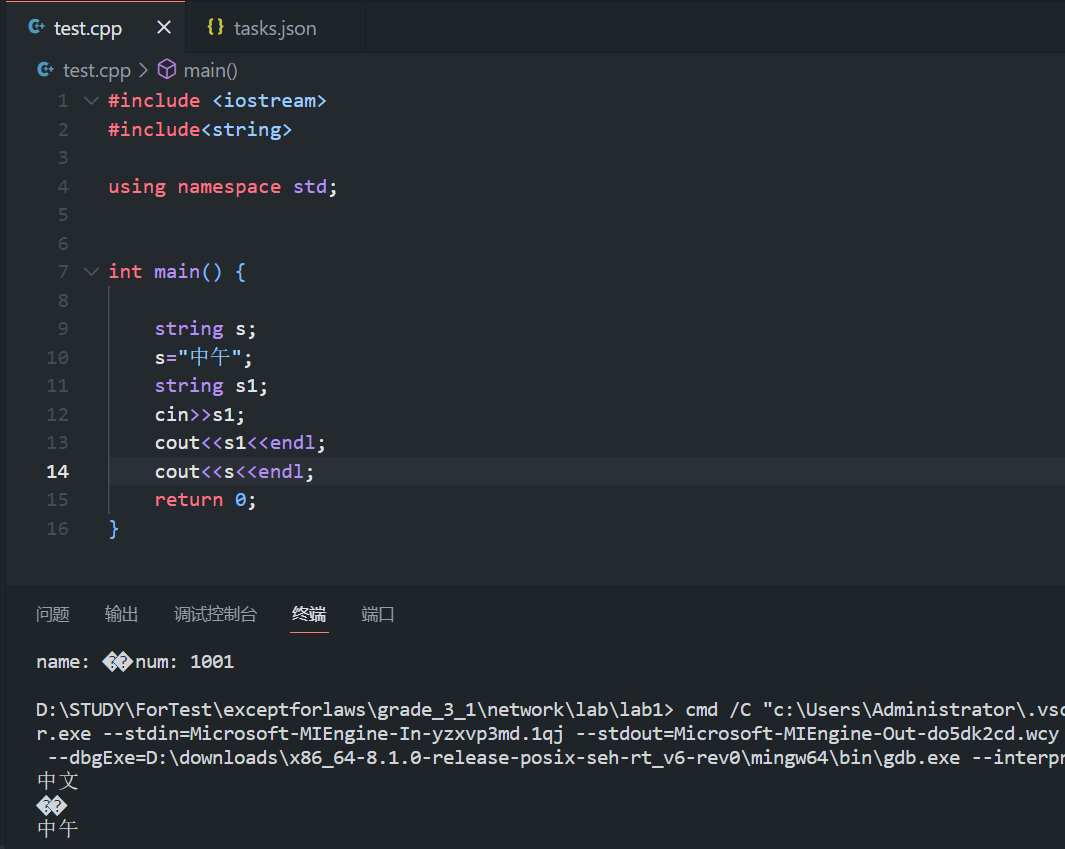 test.cpp
tasks.json
test.cpp > main()
1 #include <iostream>
2 #include<string>
3
4 using namespace std;
5
6
7 int main() {
8
9 string s;
10 s="中午";
11 string s1;
12 cin>>s1;
13 cout<<s1<<endl;
14 cout<<s<<endl;
15 return 0;
16 }
问题 输出 调试控制台 终端 端口
name: ��num: 1001
D:\STUDY\ForTest\exceptforlaws\grade_3_1\network\lab\lab1> cmd /C "c:\Users\Administrator\.vsc
r.exe --stdin=Microsoft-MIEngine-In-yzxvp3md.1qj --stdout=Microsoft-MIEngine-Out-do5dk2cd.wcy
--dbgExe=D:\downloads\x86_64-8.1.0-release-posix-seh-rt_v6-rev0\mingw64\bin\gdb.exe --interpr
中文
��
中午